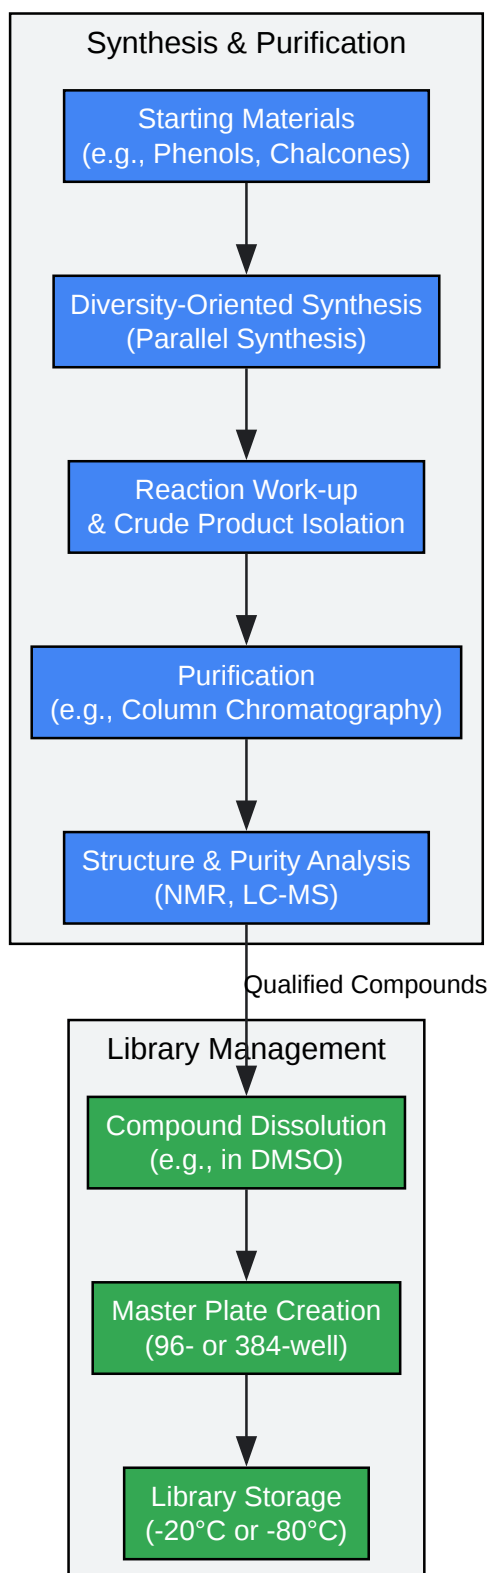 Synthesis & Purification
Starting Materials
(e.g., Phenols, Chalcones)
Diversity-Oriented Synthesis
(Parallel Synthesis)
Reaction Work-up
& Crude Product Isolation
Purification
(e.g., Column Chromatography)
Structure & Purity Analysis
(NMR, LC-MS)
Qualified Compounds
Library Management
Compound Dissolution
(e.g., in DMSO)
Master Plate Creation
(96- or 384-well)
Library Storage
(-20°C or -80°C)